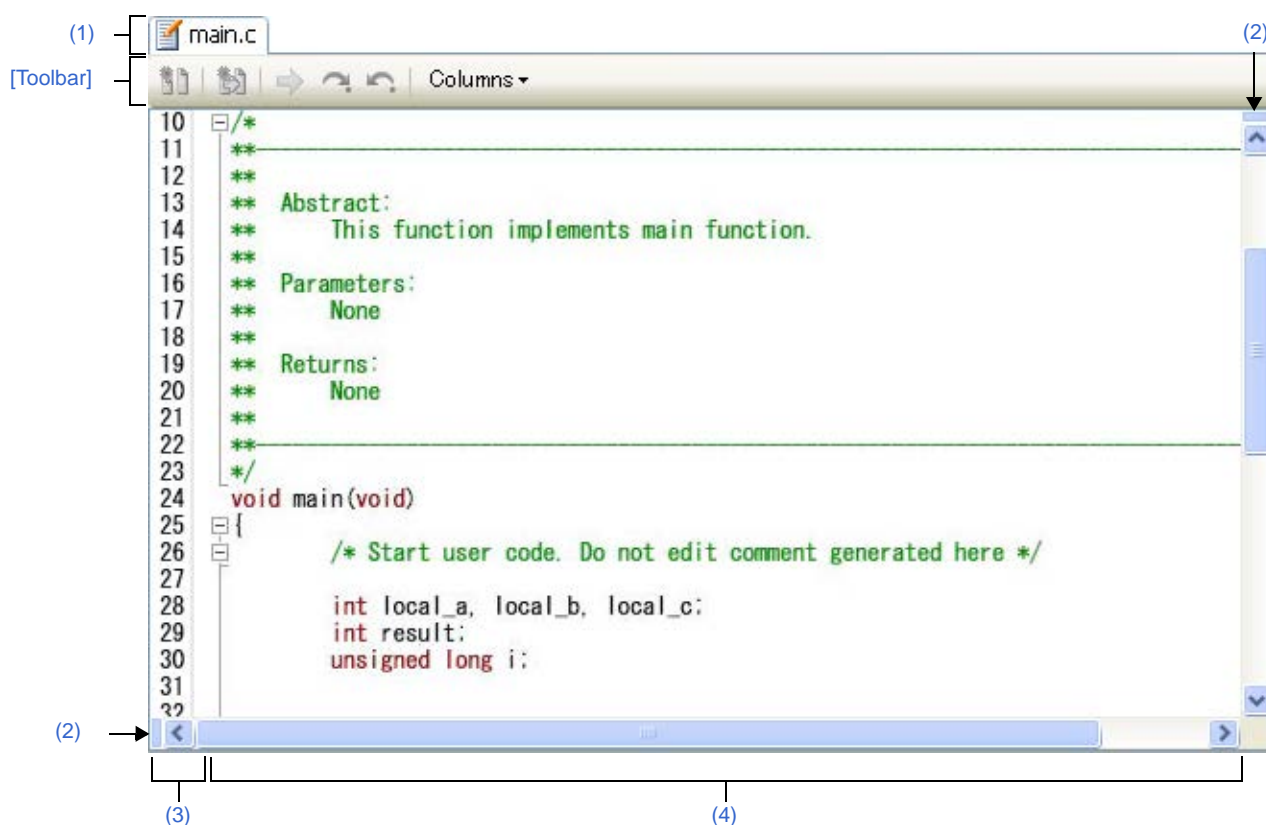 (1)
main.c
(2)
[Toolbar]
Columns
10 /*
11 **
12 **
13 ** Abstract:
14 ** This function implements main function.
15 **
16 ** Parameters:
17 ** None
18 **
19 ** Returns:
20 ** None
21 **
22 **
23 */
24 void main(void)
25 {
26 /* Start user code. Do not edit comment generated here */
27
28 int local_a, local_b, local_c;
29 int result;
30 unsigned long i;
31
32
(2)
(3)
(4)